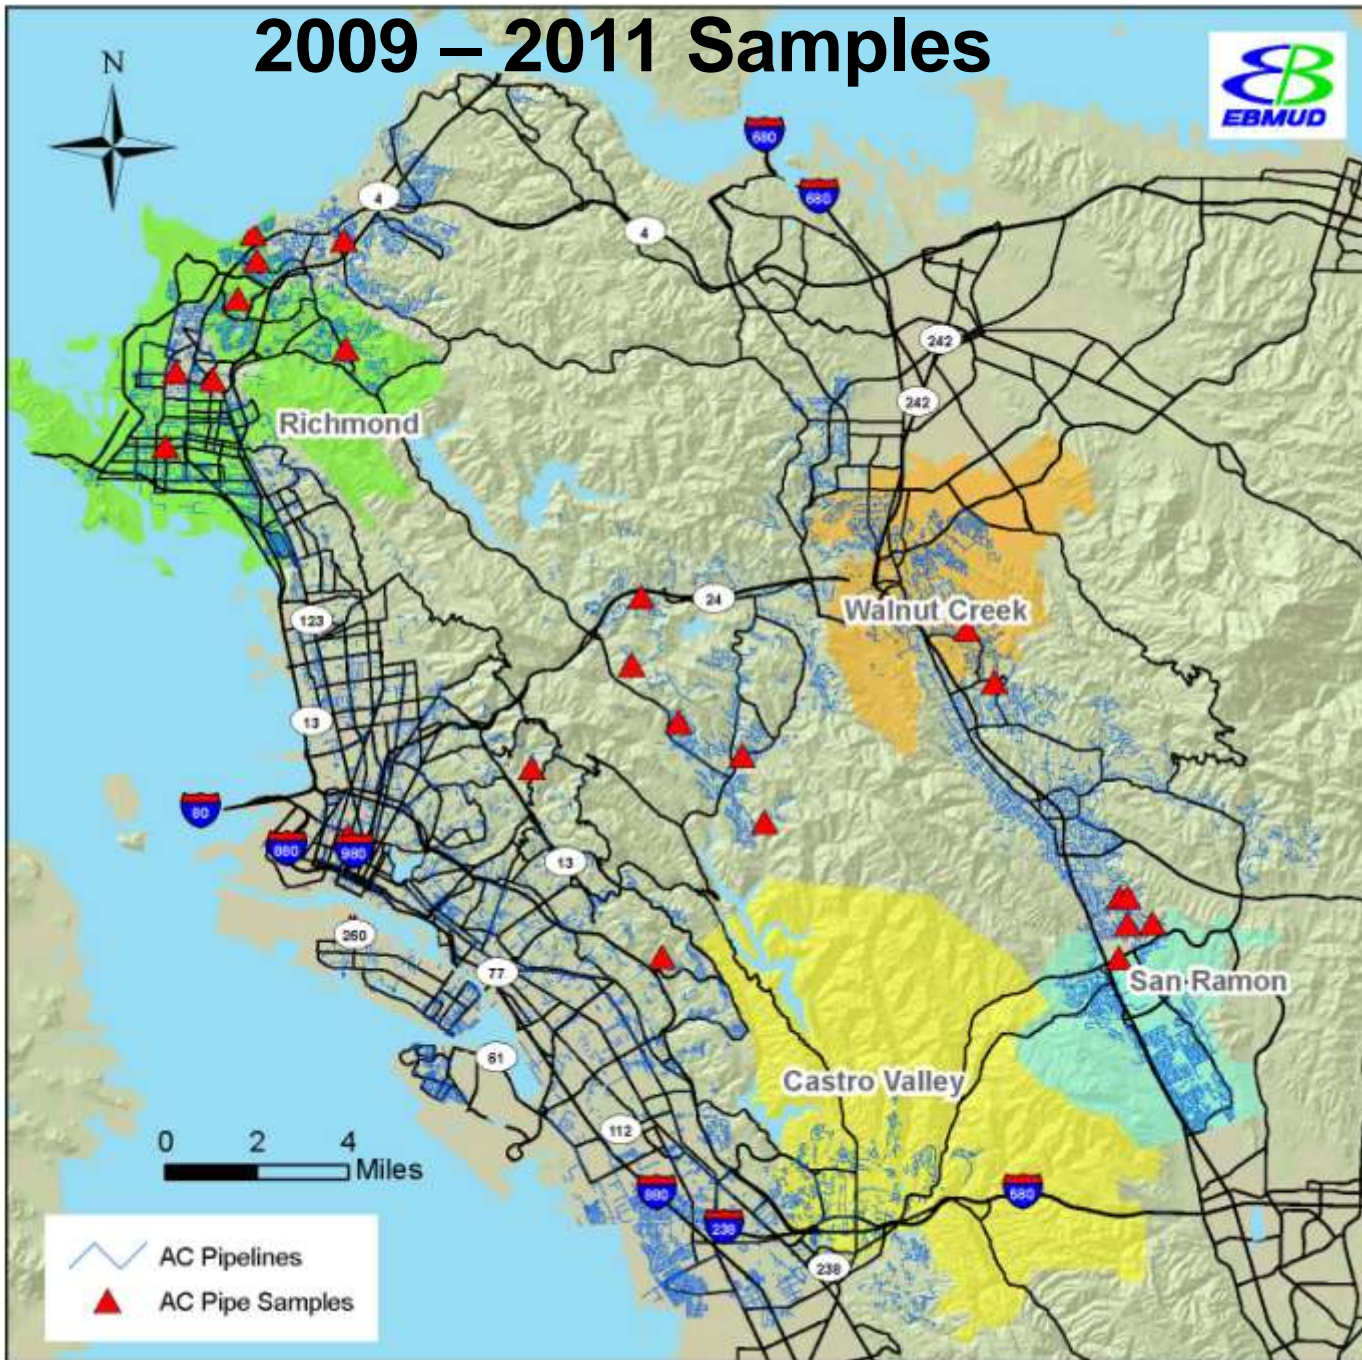 2009 – 2011 Samples
N
EBMUD
680
680
4
4
242
242
Richmond
24
Walnut Creek
123
13
80
880
980
13
260
77
San Ramon
61
Castro Valley
112
0 2 4
Miles
880
238
680
238
AC Pipelines
AC Pipe Samples